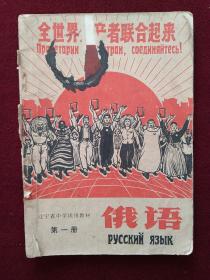 全世界 产者联合起来
Пролетарии стран, соединяйтесь!
辽宁省中学试用教材
第一册
俄语
РУССКИЙ ЯЗЫК